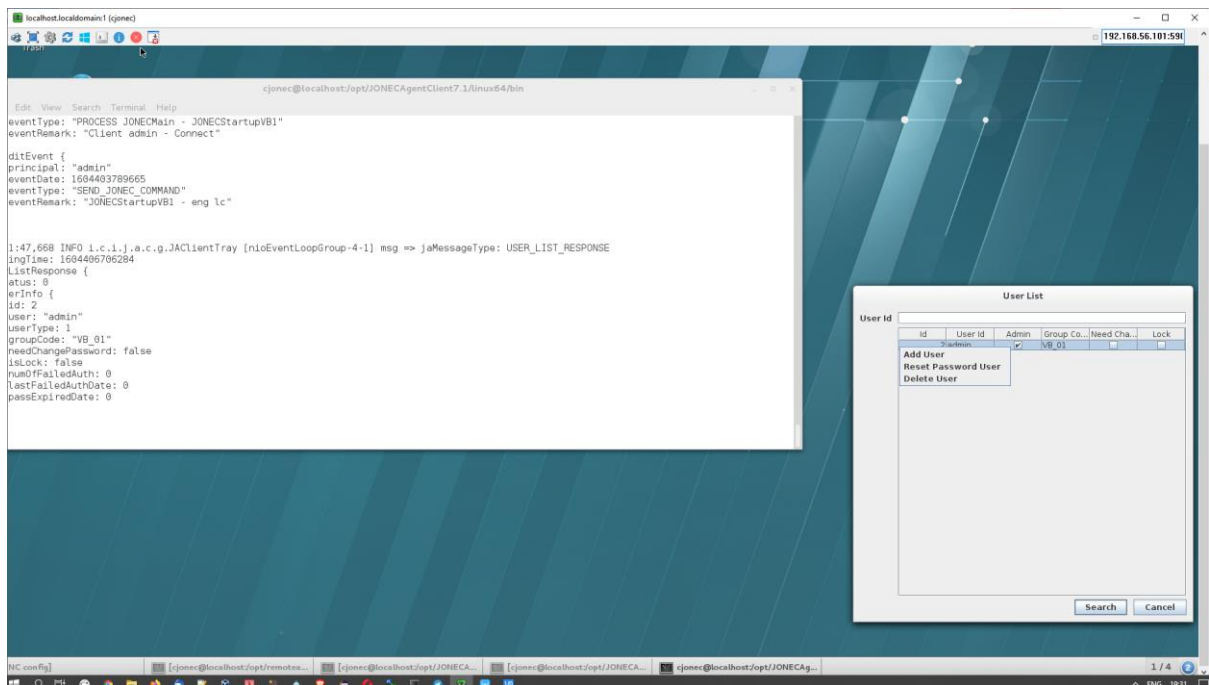 localhost.localdomain:1 (cjonec)
192.168.56.101:590
Trash
cjonec@localhost:/opt/JONECAgentClient7.1/linux64/bin
Edit View Search Terminal Help
eventType: "PROCESS JONECMain - JONECStartupVB1"
eventRemark: "Client admin - Connect"
ditEvent {
principal: "admin"
eventDate: 1604403789665
eventType: "SEND_JONEC_COMMAND"
eventRemark: "JONECStartupVB1 - eng lc"
1:47,668 INFO i.c.i.j.a.c.g.JAClientTray [nioEventLoopGroup-4-1] msg => jaMessageType: USER_LIST_RESPONSE
ingTime: 1604406706284
ListResponse {
atus: 0
erInfo {
id: 2
user: "admin"
userType: 1
groupCode: "VB_01"
needChangePassword: false
isLock: false
numOfFailedAuth: 0
lastFailedAuthDate: 0
passExpiredDate: 0
User List
User Id
Id User Id Admin Group Co... Need Cha... Lock
2 admin VB_01
Add User
Reset Password User
Delete User
Search Cancel
NC config] [cjonec@localhost:/opt/remotea... [cjonec@localhost:/opt/JONECA... [cjonec@localhost:/opt/JONECA... cjonec@localhost:/opt/JONECAg... 1 / 4 2
ENG 19:31